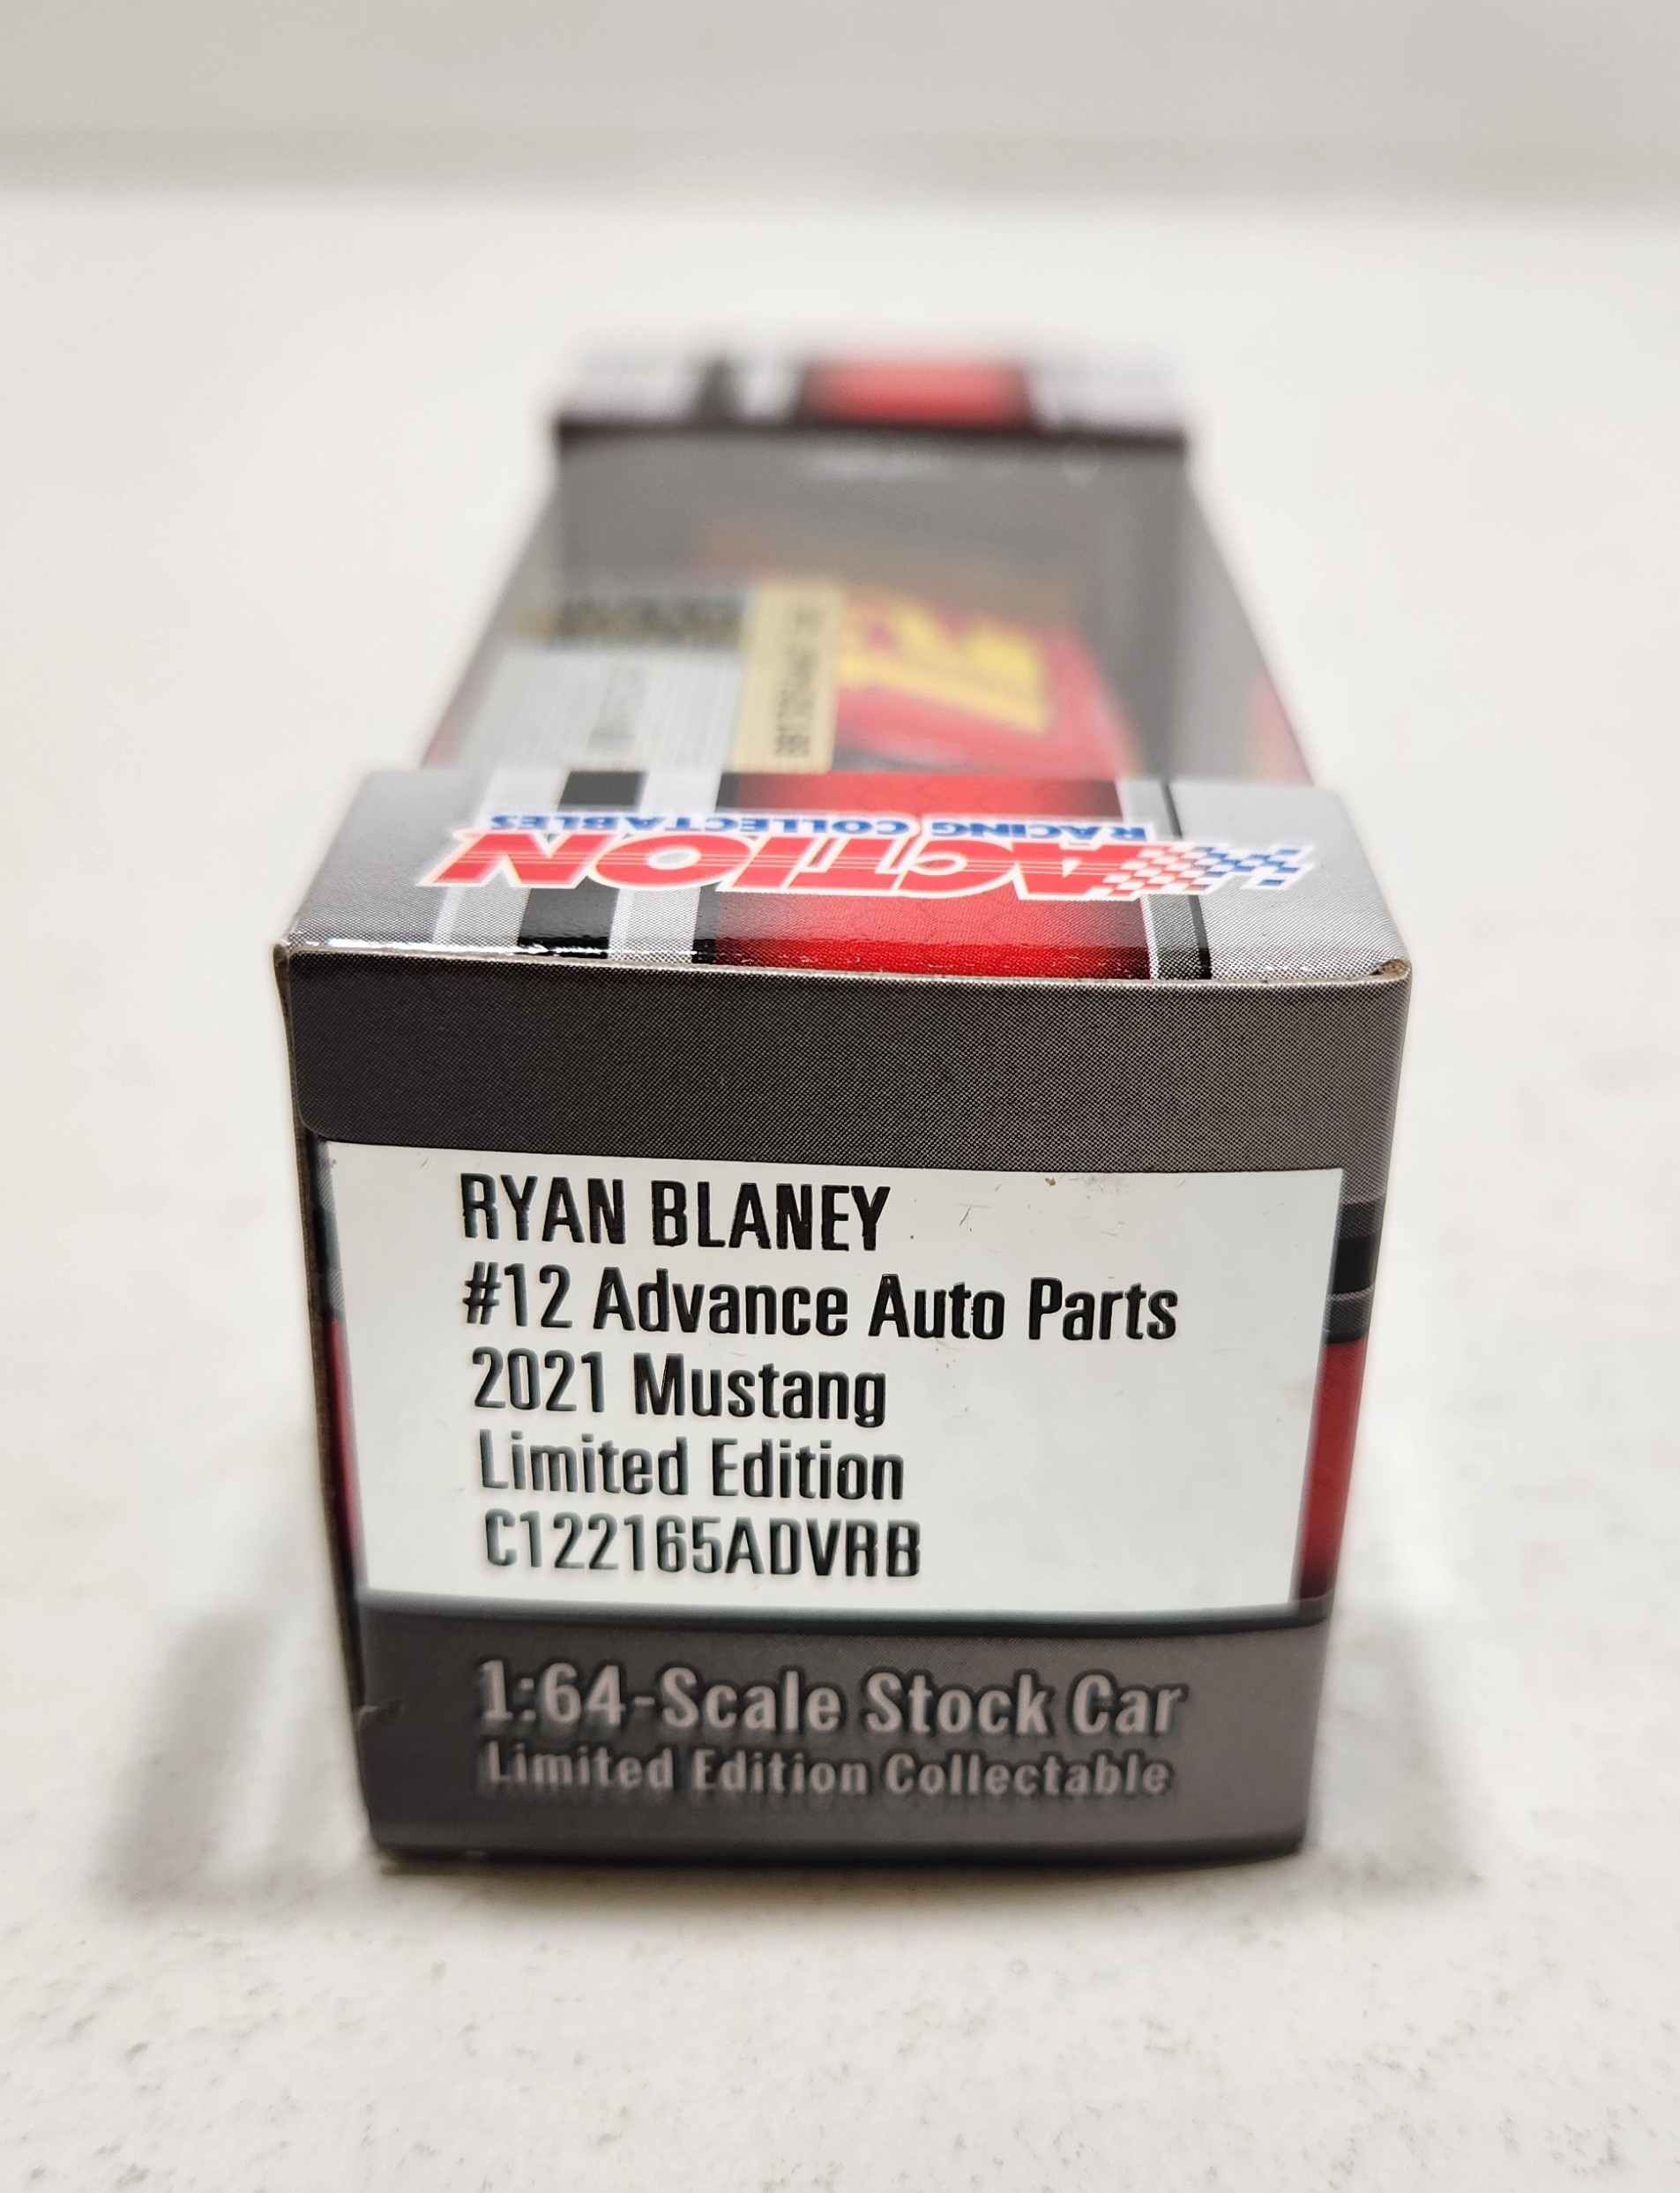 RACING COLLECTABLES
ACTION
RYAN BLANEY
#12 Advance Auto Parts
2021 Mustang
Limited Edition
C122165ADVRB
1:64-Scale Stock Car
Limited Edition Collectable